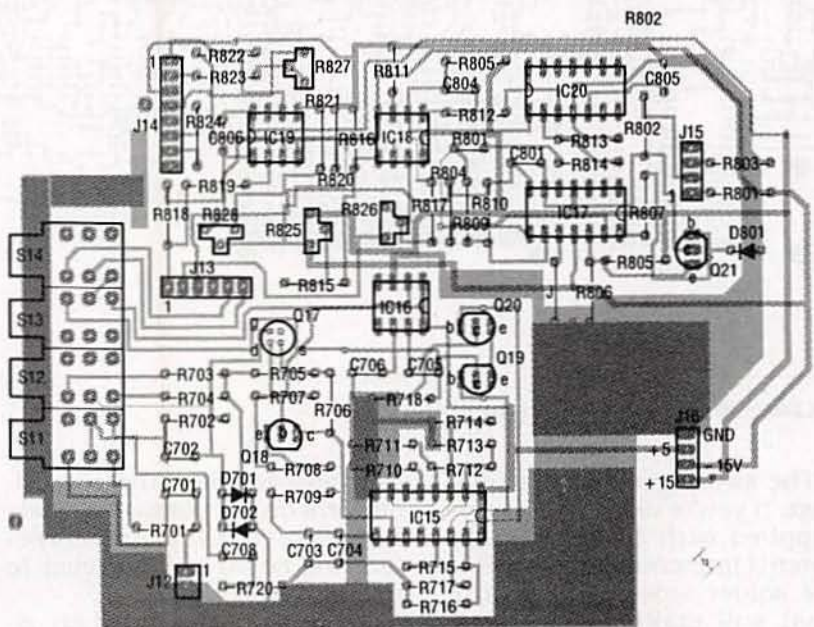 R802
R822
R823
R827
R811
R805
C804
C805
IC20
J14
R824
C806
IC19
R821
R816
IC18
R812
R801
C801
R813
R814
R802
J15
R803
R801
1
R819
R820
R804
R810
R818
R828
R825
R826
R817
R809
IC17
R807
b
D801
e
Q21
S14
J13
1
R815
R805
R806
J
IC16
S13
Q17
d
s
Q20
b
e
Q19
b
e
S12
R703
R705
C706
C705
R704
R707
R718
R702
R706
S11
C702
e
c
Q18
R711
R714
R713
R710
R712
J16
GND
+5
-15V
+15
C701
D701
R708
R709
D702
R701
C708
IC15
C703
C704
J12
1
R720
R715
R717
R716